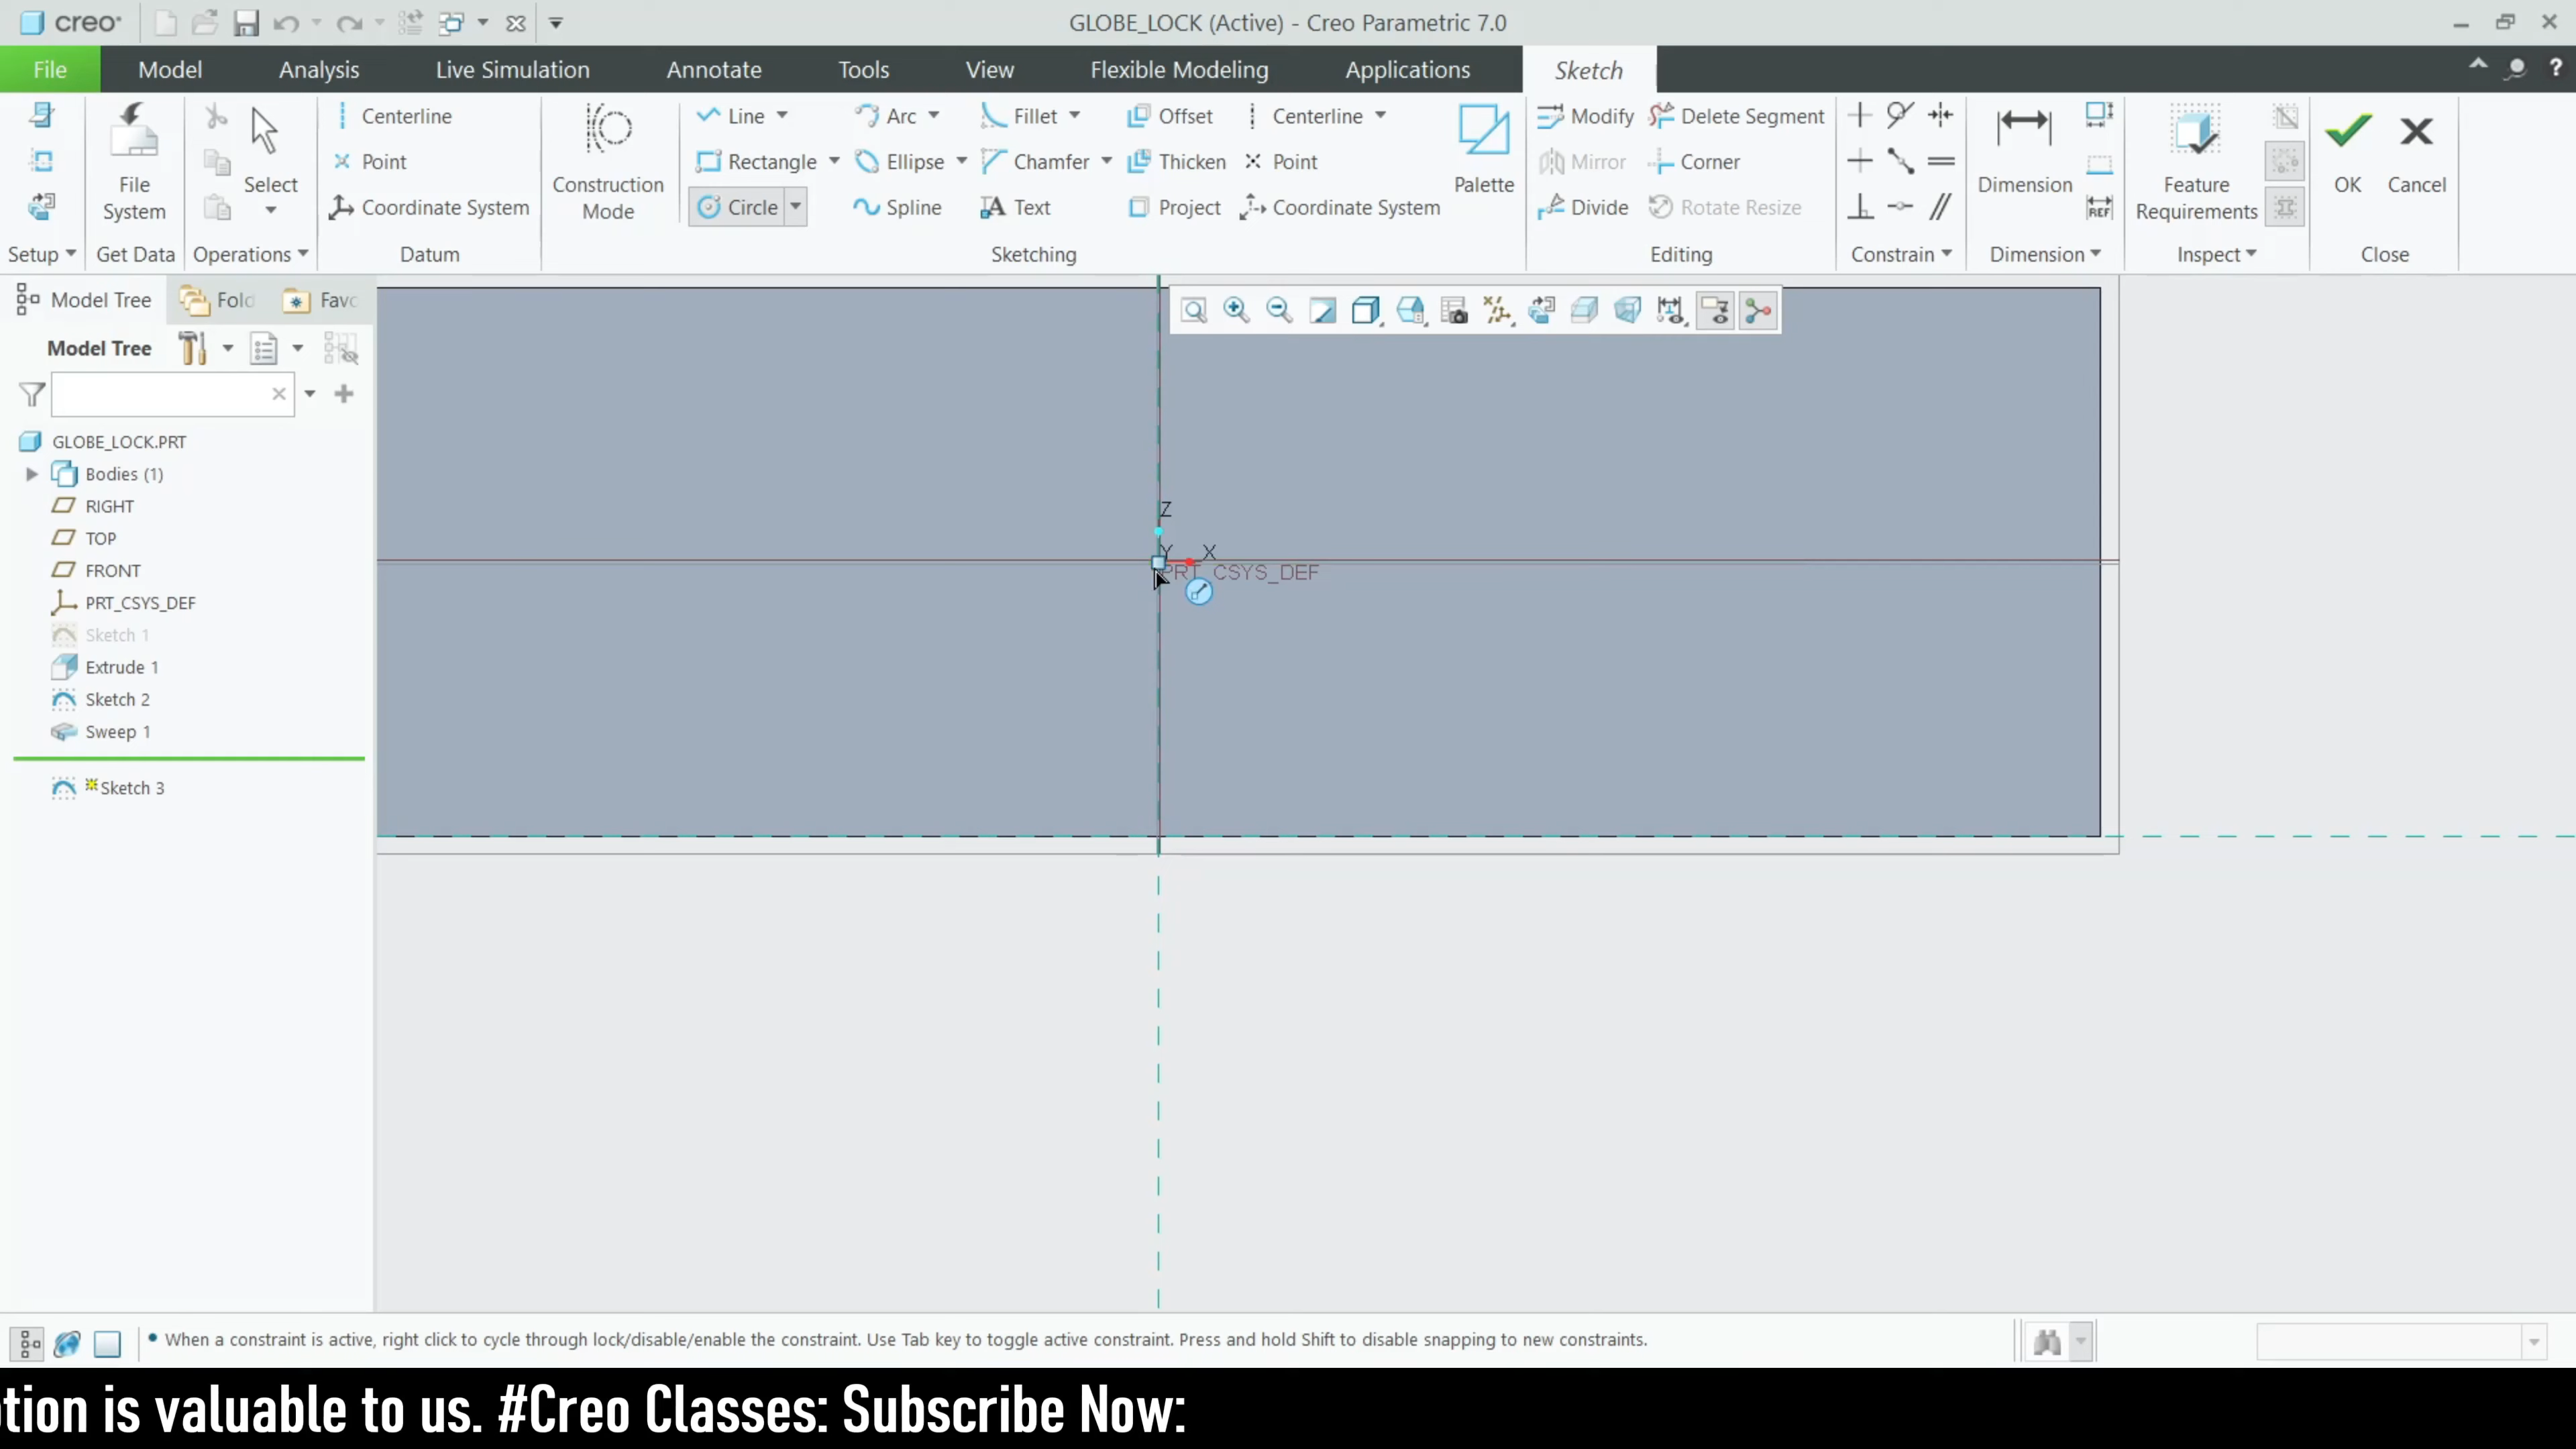 creo
GLOBE_LOCK (Active) - Creo Parametric 7.0
File Model Analysis Live Simulation Annotate Tools View Flexible Modeling Applications Sketch
Centerline
Point
Coordinate System
File System
Select
Construction Mode
Line
Arc
Fillet
Offset
Centerline
Rectangle
Ellipse
Chamfer
Thicken
Point
Circle
Spline
Text
Project
Coordinate System
Palette
Modify
Delete Segment
Mirror
Corner
Divide
Rotate Resize
Dimension
REF
Feature Requirements
OK
Cancel
Setup Get Data Operations Datum Sketching Editing Constrain Dimension Inspect Close
Model Tree
Fold
Favo
Model Tree
GLOBE_LOCK.PRT
Bodies (1)
RIGHT
TOP
FRONT
PRT_CSYS_DEF
Sketch 1
Extrude 1
Sketch 2
Sweep 1
Sketch 3
Z
Y
X
PRT_CSYS_DEF
When a constraint is active, right click to cycle through lock/disable/enable the constraint. Use Tab key to toggle active constraint. Press and hold Shift to disable snapping to new constraints.
tion is valuable to us. #Creo Classes: Subscribe Now: